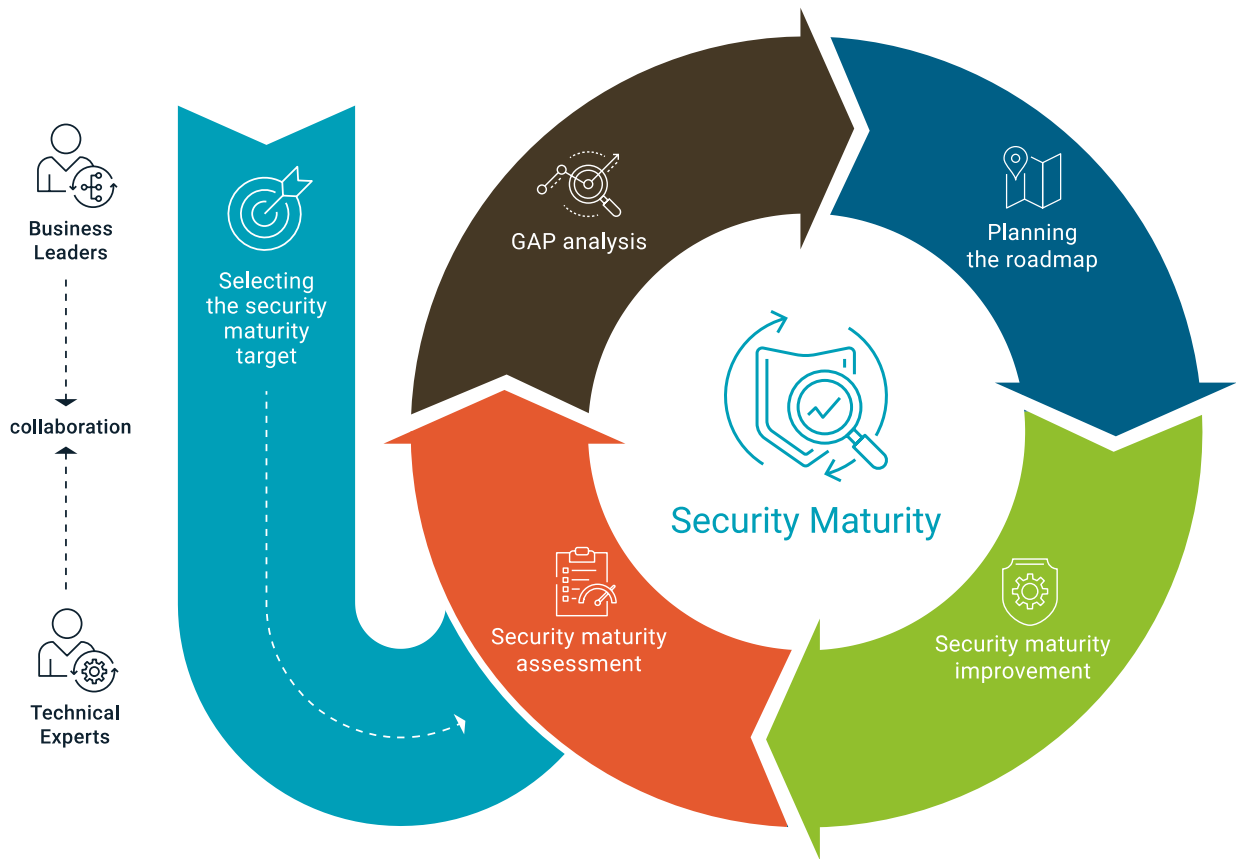 Business
Leaders
collaboration
Technical
Experts
Selecting
the security
maturity
target
GAP analysis
Planning
the roadmap
Security Maturity
Security maturity
assessment
Security maturity
improvement